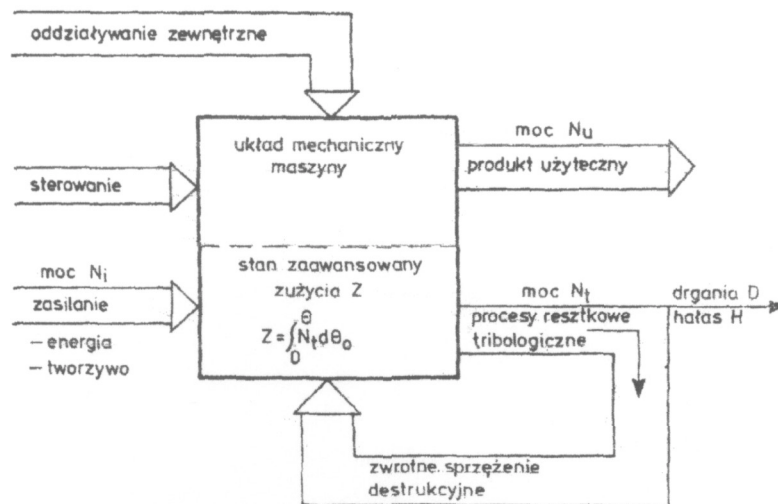 oddziaływanie zewnętrzne
układ mechaniczny
maszyny
moc Nu
produkt użyteczny
sterowanie
moc Ni
zasilanie
– energia
– tworzywo
stan zaawansowany
zużycia Z
Z = ∫₀^Θ Nt dΘo
moc Nt
procesy resztkowe
tribologiczne
drgania D
hałas H
zwrotne. sprzężenie
destrukcyjne